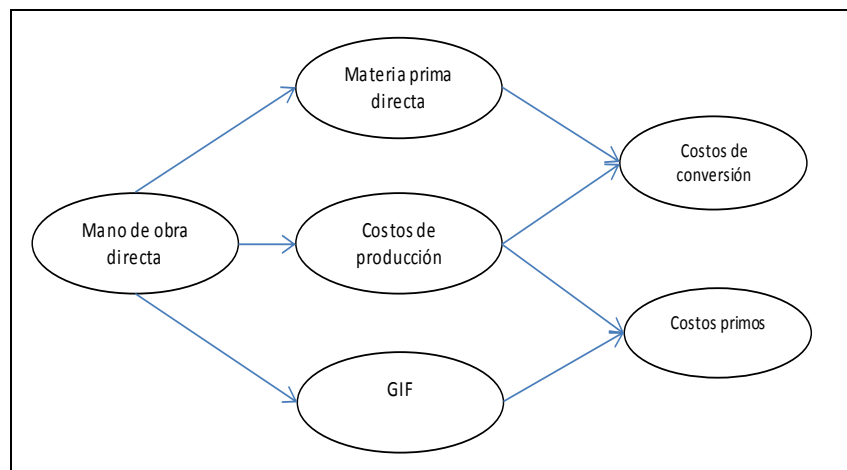 Mano de obra
directa
Materia prima
directa
Costos de
producción
GIF
Costos de
conversión
Costos primos